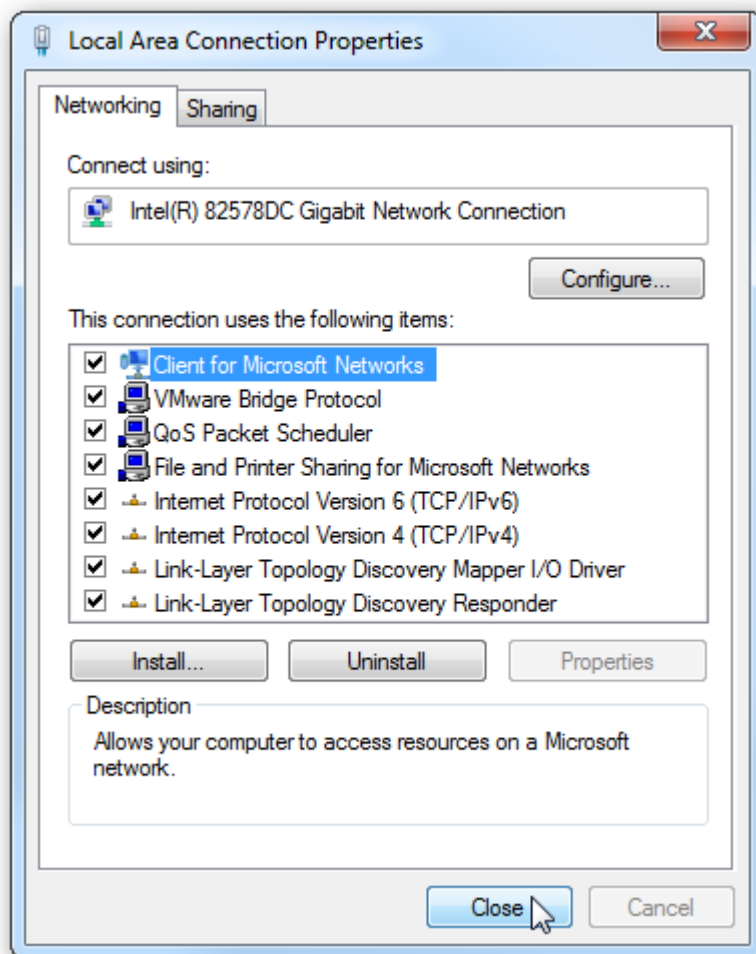 Local Area Connection Properties
Networking
Sharing
Connect using:
Intel(R) 82578DC Gigabit Network Connection
Configure...
This connection uses the following items:
Client for Microsoft Networks
VMware Bridge Protocol
QoS Packet Scheduler
File and Printer Sharing for Microsoft Networks
Internet Protocol Version 6 (TCP/IPv6)
Internet Protocol Version 4 (TCP/IPv4)
Link-Layer Topology Discovery Mapper I/O Driver
Link-Layer Topology Discovery Responder
Install...
Uninstall
Properties
Description
Allows your computer to access resources on a Microsoft
network.
Close
Cancel